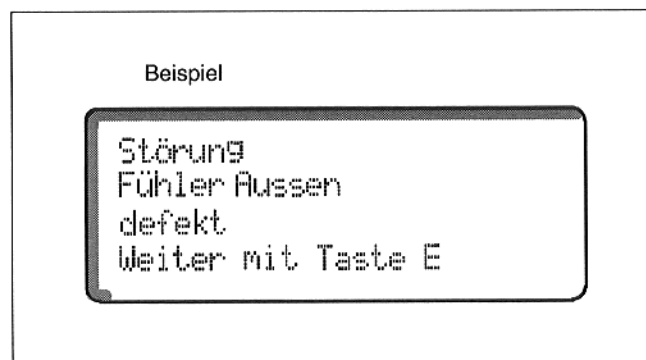 Beispiel
Störung
Fühler Aussen
defekt
Weiter mit Taste E